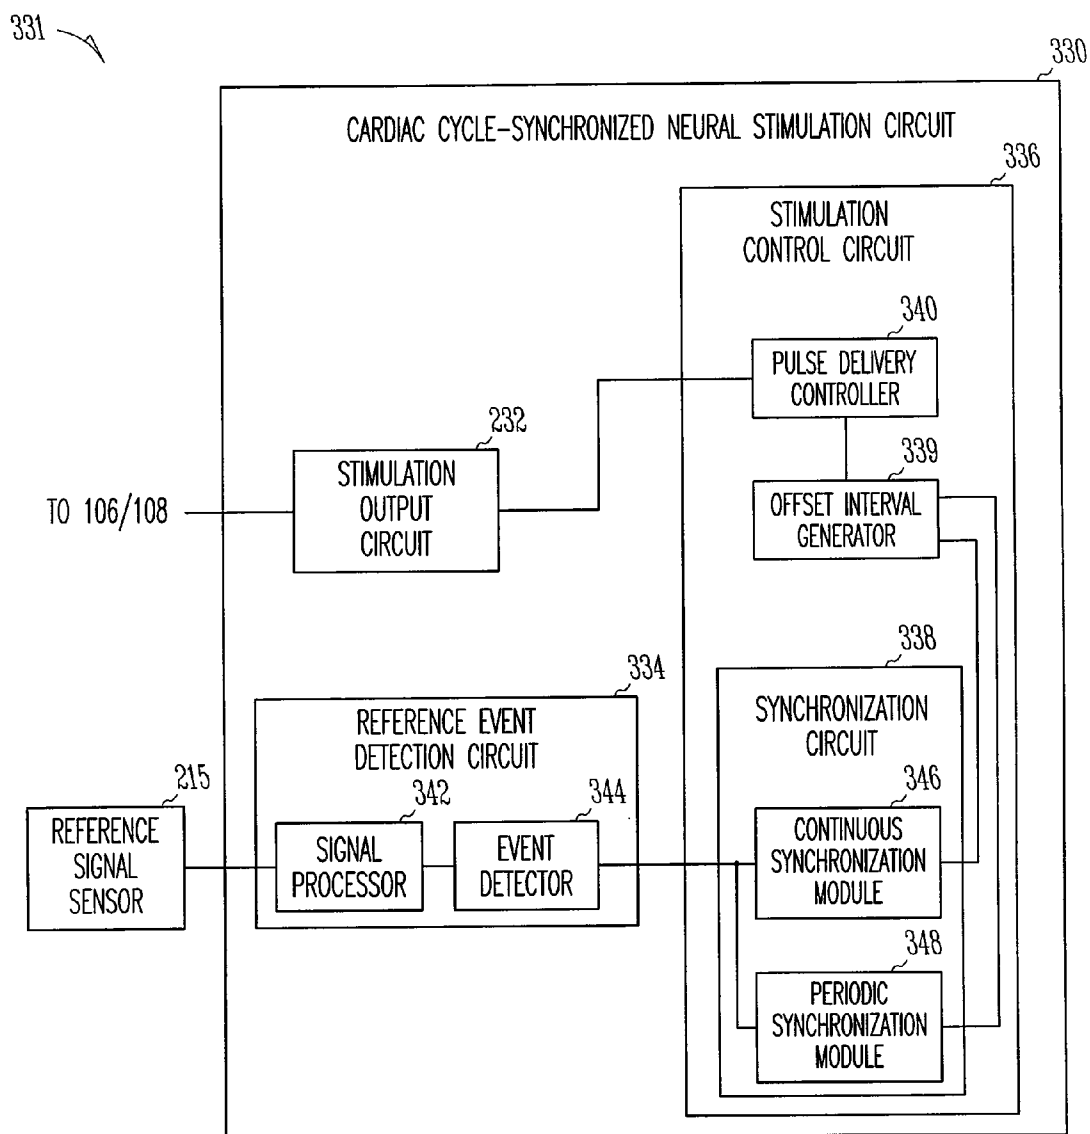 331
330
CARDIAC CYCLE-SYNCHRONIZED NEURAL STIMULATION CIRCUIT
336
STIMULATION
CONTROL CIRCUIT
340
PULSE DELIVERY
CONTROLLER
232
STIMULATION
OUTPUT
CIRCUIT
TO 106/108
339
OFFSET INTERVAL
GENERATOR
338
SYNCHRONIZATION
CIRCUIT
334
REFERENCE EVENT
DETECTION CIRCUIT
215
REFERENCE
SIGNAL
SENSOR
342
SIGNAL
PROCESSOR
344
EVENT
DETECTOR
346
CONTINUOUS
SYNCHRONIZATION
MODULE
348
PERIODIC
SYNCHRONIZATION
MODULE